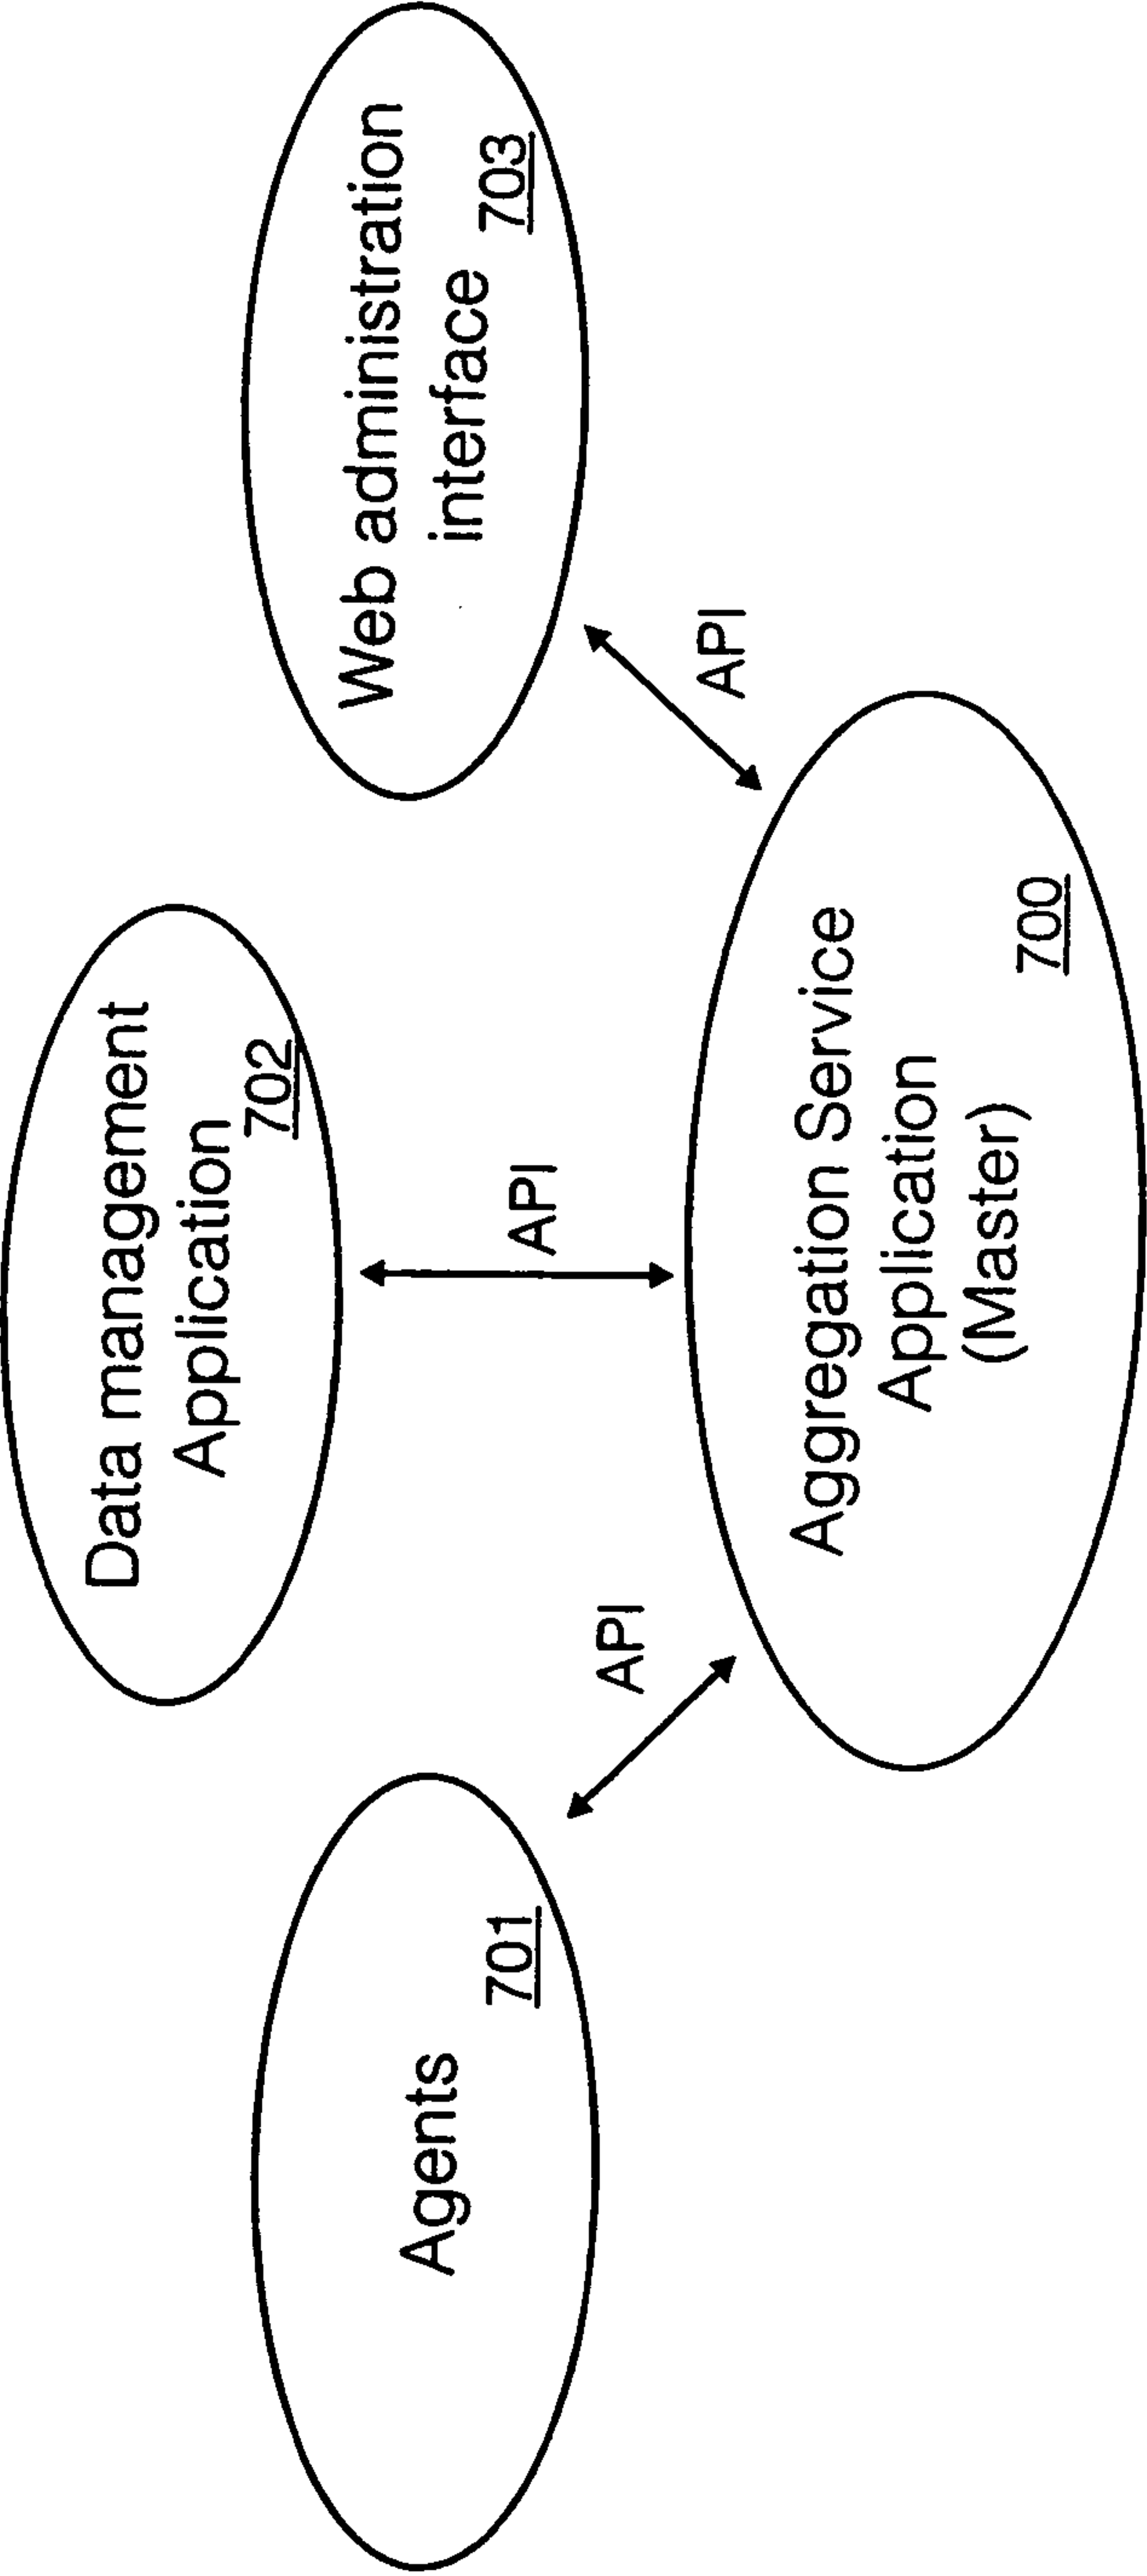 Data management
Application
702
Agents
701
Web administration
interface
703
API
API
API
Aggregation Service
Application
(Master)
700